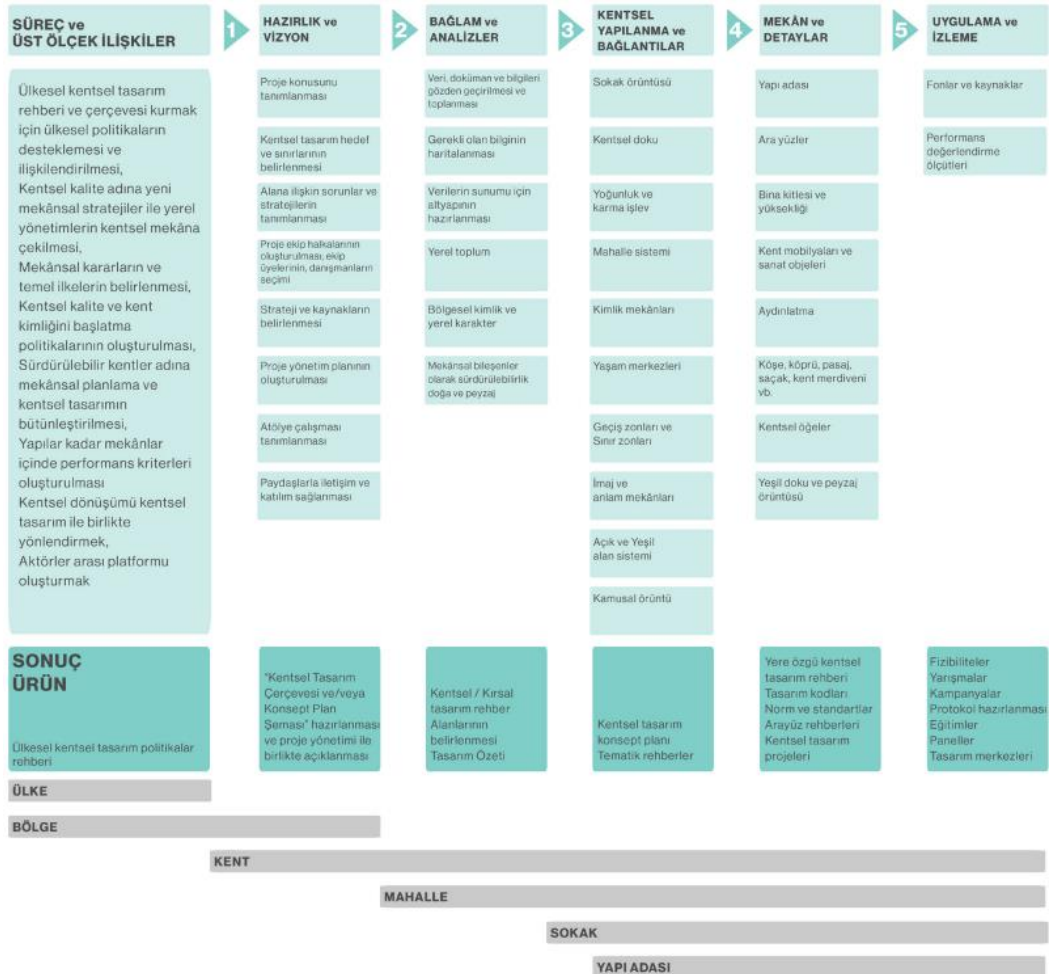 SÜREÇ ve
ÜST ÖLÇEK İLİŞKİLER
Ülkesel kentsel tasarım
rehberi ve çerçevesi kurmak
için ülkesel politikaların
desteklemesi ve
ilişkilendirilmesi,
Kentsel kalite adına yeni
mekânsal stratejiler ile yerel
yönetimlerin kentsel mekâna
çekilmesi,
Mekânsal kararların ve
temel ilkelerin belirlenmesi,
Kentsel kalite ve kent
kimliğini başlatma
politikalarının oluşturulması,
Sürdürülebilir kentler adına
mekânsal planlama ve
kentsel tasarımın
bütünleştirilmesi,
Yapılar kadar mekânlar
içinde performans kriterleri
oluşturulması
Kentsel dönüşümü kentsel
tasarım ile birlikte
yönlendirmek,
Aktörler arası platformu
oluşturmak
SONUÇ
ÜRÜN
Ülkesel kentsel tasarım politikalar
rehberi
1
HAZIRLIK ve
VİZYON
Proje konusunu
tanımlanması
Kentsel tasarım hedef
ve sınırlarının
belirlenmesi
Alana ilişkin sorunlar ve
stratejilerin
tanımlanması
Proje ekip halkalarının
oluşturulması, ekip
üyelerinin, danışmanların
seçimi
Strateji ve kaynakların
belirlenmesi
Proje yönetim planının
oluşturulması
Atölye çalışması
tanımlanması
Paydaşlarla iletişim ve
katılım sağlanması
"Kentsel Tasarım
Çerçevesi ve/veya
Konsept Plan
Şeması" hazırlanması
ve proje yönetimi ile
birlikte açıklanması
2
BAĞLAM ve
ANALİZLER
Veri, doküman ve bilgileri
gözden geçirilmesi ve
toplanması
Gerekli olan bilginin
haritalanması
Verilerin sunumu için
altyapının
hazırlanması
Yerel toplum
Bölgesel kimlik ve
yerel karakter
Mekânsal bileşenler
olarak sürdürülebilirlik
doğa ve peyzaj
Kentsel / Kırsal
tasarım rehber
Alanlarının
belirlenmesi
Tasarım Özeti
3
KENTSEL
YAPILANMA ve
BAĞLANTILAR
Sokak örüntüsü
Kentsel doku
Yoğunluk ve
karma işlev
Mahalle sistemi
Kimlik mekânları
Yaşam merkezleri
Geçiş zonları ve
Sınır zonları
İmaj ve
anlam mekânları
Açık ve Yeşil
alan sistemi
Kamusal örüntü
Kentsel tasarım
konsept planı
Tematik rehberler
4
MEKÂN ve
DETAYLAR
Yapı adası
Ara yüzler
Bina kitlesi ve
yüksekliği
Kent mobilyaları ve
sanat objeleri
Aydınlatma
Köşe, köprü, pasaj,
saçak, kent merdiveni
vb.
Kentsel öğeler
Yeşil doku ve peyzaj
örüntüsü
Yere özgü kentsel
tasarım rehberi
Tasarım kodları
Norm ve standartlar
Arayüz rehberleri
Kentsel tasarım
projeleri
5
UYGULAMA ve
İZLEME
Fonlar ve kaynaklar
Performans
değerlendirme
ölçütleri
Fizibiliteler
Yarışmalar
Kampanyalar
Protokol hazırlanması
Eğitimler
Paneller
Tasarım merkezleri
ÜLKE
BÖLGE
KENT
MAHALLE
SOKAK
YAPI ADASI